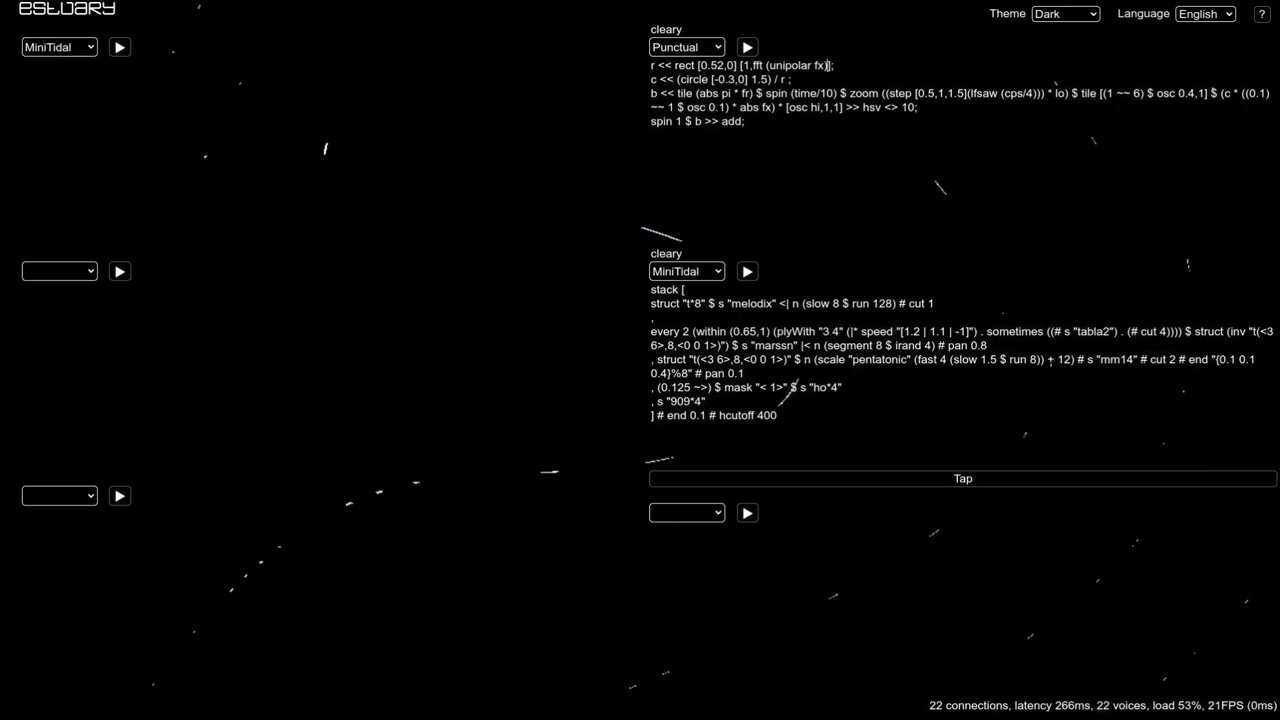 estuary
Theme Dark Language English ?
MiniTidal
cleary
Punctual
r << rect [0.52,0] [1,fft (unipolar fx)];
c << (circle [-0.3,0] 1.5) / r ;
b << tile (abs pi * fr) $ spin (time/10) $ zoom ((step [0.5,1,1.5](lfsaw (cps/4))) * lo) $ tile [(1 ~~ 6) $ osc 0.4,1] $ (c * ((0.1)
~~ 1 $ osc 0.1) * abs fx) * [osc hi,1,1] >> hsv <> 10;
spin 1 $ b >> add;
cleary
MiniTidal
stack [
struct "t*8" $ s "melodix" <| n (slow 8 $ run 128) # cut 1
,
every 2 (within (0.65,1) (plyWith "3 4" (|* speed "[1.2 | 1.1 | -1]") . sometimes ((# s "tabla2") . (# cut 4)))) $ struct (inv "t(<3
6>,8,<0 0 1>)") $ s "marssn" |< n (segment 8 $ irand 4) # pan 0.8
, struct "t(<3 6>,8,<0 0 1>)" $ n (scale "pentatonic" (fast 4 (slow 1.5 $ run 8)) + 12) # s "mm14" # cut 2 # end "{0.1 0.1
0.4}%8" # pan 0.1
, (0.125 ~>) $ mask "< 1>" $ s "ho*4"
, s "909*4"
] # end 0.1 # hcutoff 400
Tap
22 connections, latency 266ms, 22 voices, load 53%, 21FPS (0ms)